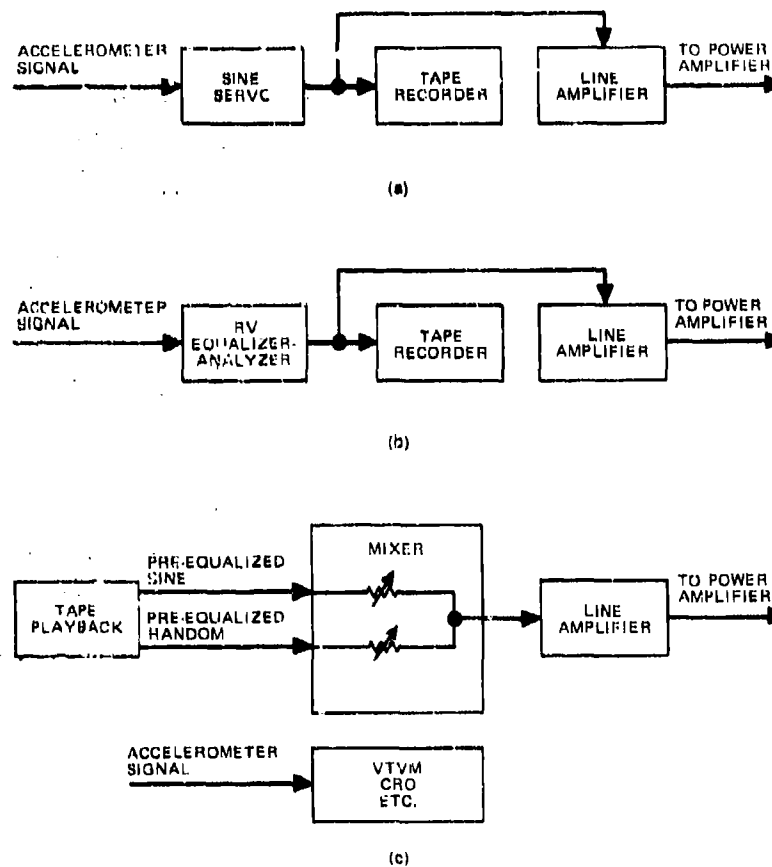 ACCELEROMETER
SIGNAL
SINE
SERVO
TAPE
RECORDER
LINE
AMPLIFIER
TO POWER
AMPLIFIER
(a)
ACCELEROMETER
SIGNAL
RV
EQUALIZER-
ANALYZER
TAPE
RECORDER
LINE
AMPLIFIER
TO POWER
AMPLIFIER
(b)
TAPE
PLAYBACK
PRE-EQUALIZED
SINE
PRE-EQUALIZED
RANDOM
MIXER
LINE
AMPLIFIER
TO POWER
AMPLIFIER
ACCELEROMETER
SIGNAL
VTVM
CRO
ETC.
(c)